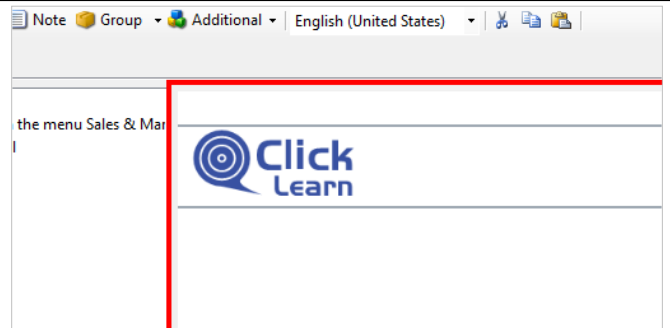 Note Group Additional English (United States)
the menu Sales & Mar
l
Click
Learn